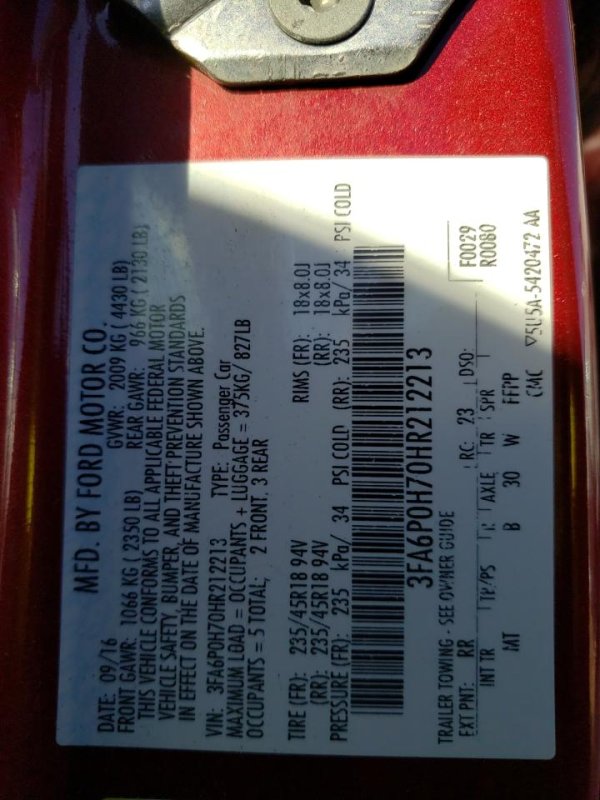 MFD. BY FORD MOTOR CO.
DATE: 09/16 GVWR: 2009 KG ( 4430 LB)
FRONT GAWR: 1066 KG ( 2350 LB) REAR GAWR: 966 KG ( 2130 LB)
THIS VEHICLE CONFORMS TO ALL APPLICABLE FEDERAL MOTOR
VEHICLE SAFETY, BUMPER, AND THEFT PREVENTION STANDARDS
IN EFFECT ON THE DATE OF MANUFACTURE SHOWN ABOVE.
VIN: 3FA6P0H70HR212213 TYPE: Passenger Car
MAXIMUM LOAD = OCCUPANTS + LUGGAGE = 375KG/ 827LB
OCCUPANTS = 5 TOTAL; 2 FRONT, 3 REAR
TIRE (FR): 235/45R18 94V RIMS (FR): 18x8.0J
(RR): 235/45R18 94V (RR): 18x8.0J
PRESSURE (FR): 235 kPa/ 34 PSI COLD (RR): 235 kPa/ 34 PSI COLD
3FA6P0H70HR212213
F0029
R0080
TRAILER TOWING - SEE OWNER GUIDE
EXT PNT: RR RC: 23 DSO:
INT TR TP/PS R AXLE TR SPR
MT B 30 W FFPP
CMC ▽5U5A-5420472 AA